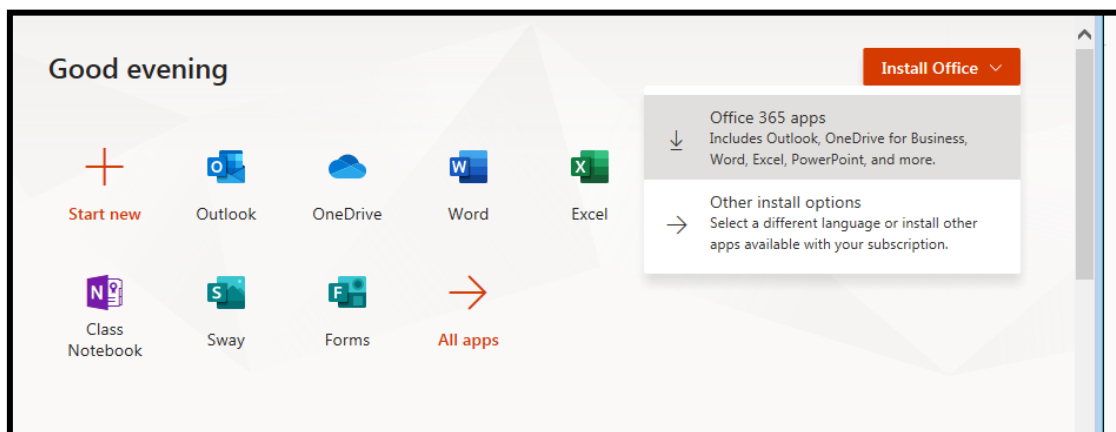 Good evening
Install Office
Office 365 apps
Includes Outlook, OneDrive for Business,
Word, Excel, PowerPoint, and more.
Other install options
Select a different language or install other
apps available with your subscription.
Start new
Outlook
OneDrive
Word
Excel
Class
Notebook
Sway
Forms
All apps